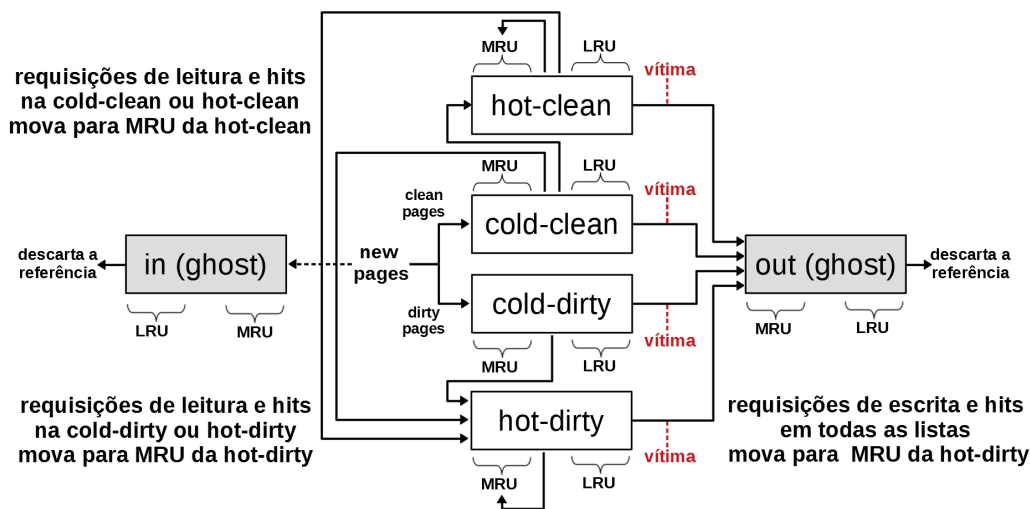 MRU
LRU
vítima
requisições de leitura e hits
na cold-clean ou hot-clean
mova para MRU da hot-clean
hot-clean
MRU
LRU
vítima
clean
pages
cold-clean
descarta a
referência
in (ghost)
new
pages
out (ghost)
descarta a
referência
LRU
MRU
dirty
pages
cold-dirty
MRU
LRU
vítima
MRU
LRU
requisições de leitura e hits
na cold-dirty ou hot-dirty
mova para MRU da hot-dirty
hot-dirty
requisições de escrita e hits
em todas as listas
mova para  MRU da hot-dirty
vítima
MRU
LRU